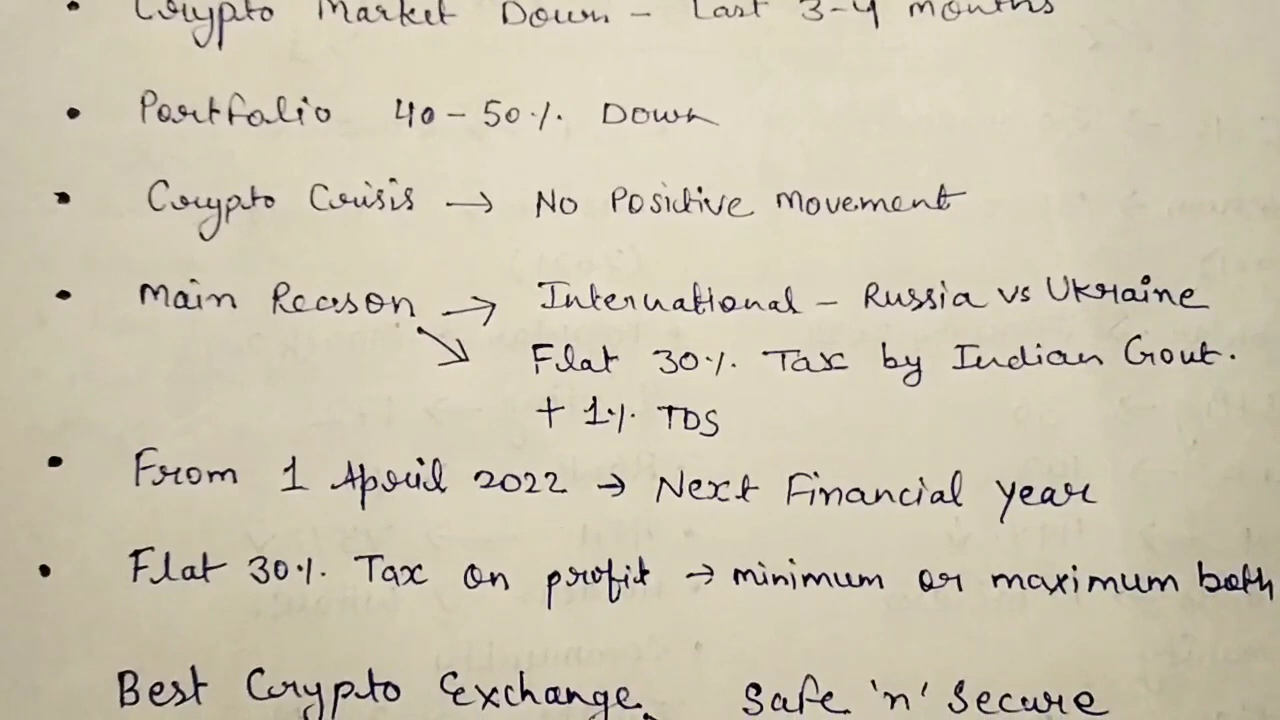 • Crypto Market Down - Last 3-4 months
• Portfolio 40-50% Down
• Crypto Crisis → No Positive Movement
• Main Reason → International - Russia vs Ukraine
↘ Flat 30% Tax by Indian Govt.
+ 1% TDS
• From 1 April 2022 → Next Financial year
• Flat 30% Tax on profit → minimum or maximum both
Best Crypto Exchange Safe 'n' Secure